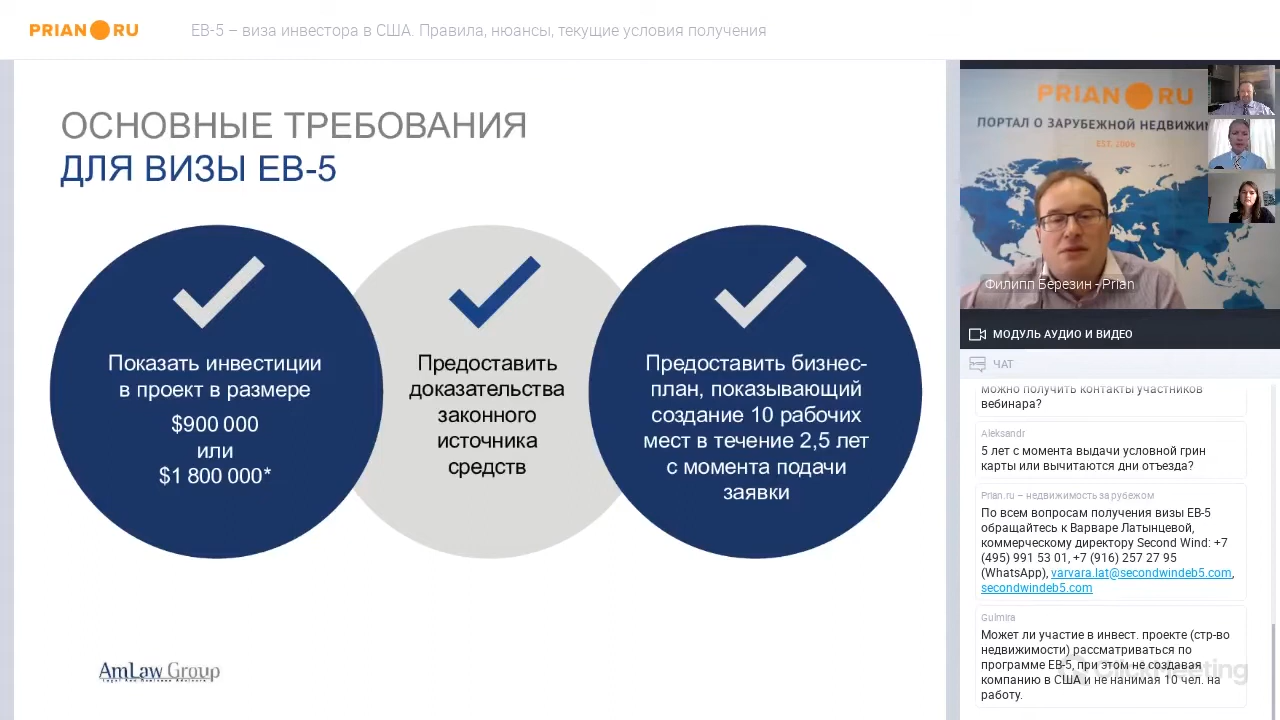 PRIAN RU
EB-5 – виза инвестора в США. Правила, нюансы, текущие условия получения
ОСНОВНЫЕ ТРЕБОВАНИЯ
ДЛЯ ВИЗЫ EB-5
Показать инвестиции
в проект в размере
$900 000
или
$1 800 000*
Предоставить
доказательства
законного
источника
средств
Предоставить бизнес-
план, показывающий
создание 10 рабочих
мест в течение 2,5 лет
с момента подачи
заявки
AmLaw Group
PRIAN RU
ПОРТАЛ О ЗАРУБЕЖНОЙ НЕДВИЖИМ
EST. 2006
Филипп Березин - Prian
МОДУЛЬ АУДИО И ВИДЕО
ЧАТ
можно получить контакты участников
вебинара?
Aleksandr
5 лет с момента выдачи условной грин
карты или вычитаются дни отъезда?
Prian.ru – недвижимость за рубежом
По всем вопросам получения визы EB-5
обращайтесь к Варваре Латынцевой,
коммерческому директору Second Wind: +7
(495) 991 53 01, +7 (916) 257 27 95
(WhatsApp), varvara.lat@secondwindeb5.com,
secondwindeb5.com
Gulmira
Может ли участие в инвест. проекте (стр-во
недвижимости) рассматриваться по
программе EB-5, при этом не создавая
компанию в США и не нанимая 10 чел. на
работу.
ClickMeeting